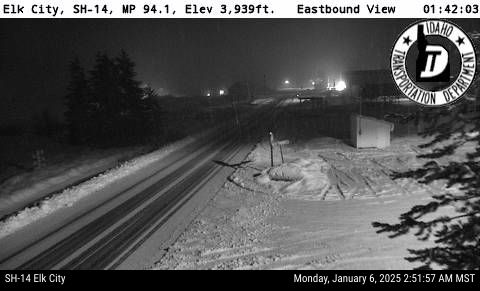 Elk City, SH-14, MP 94.1, Elev 3,939ft.   Eastbound View   01:42:03
IDAHO
TRANSPORTATION DEPARTMENT
SH-14 Elk City   Monday, January 6, 2025 2:51:57 AM MST